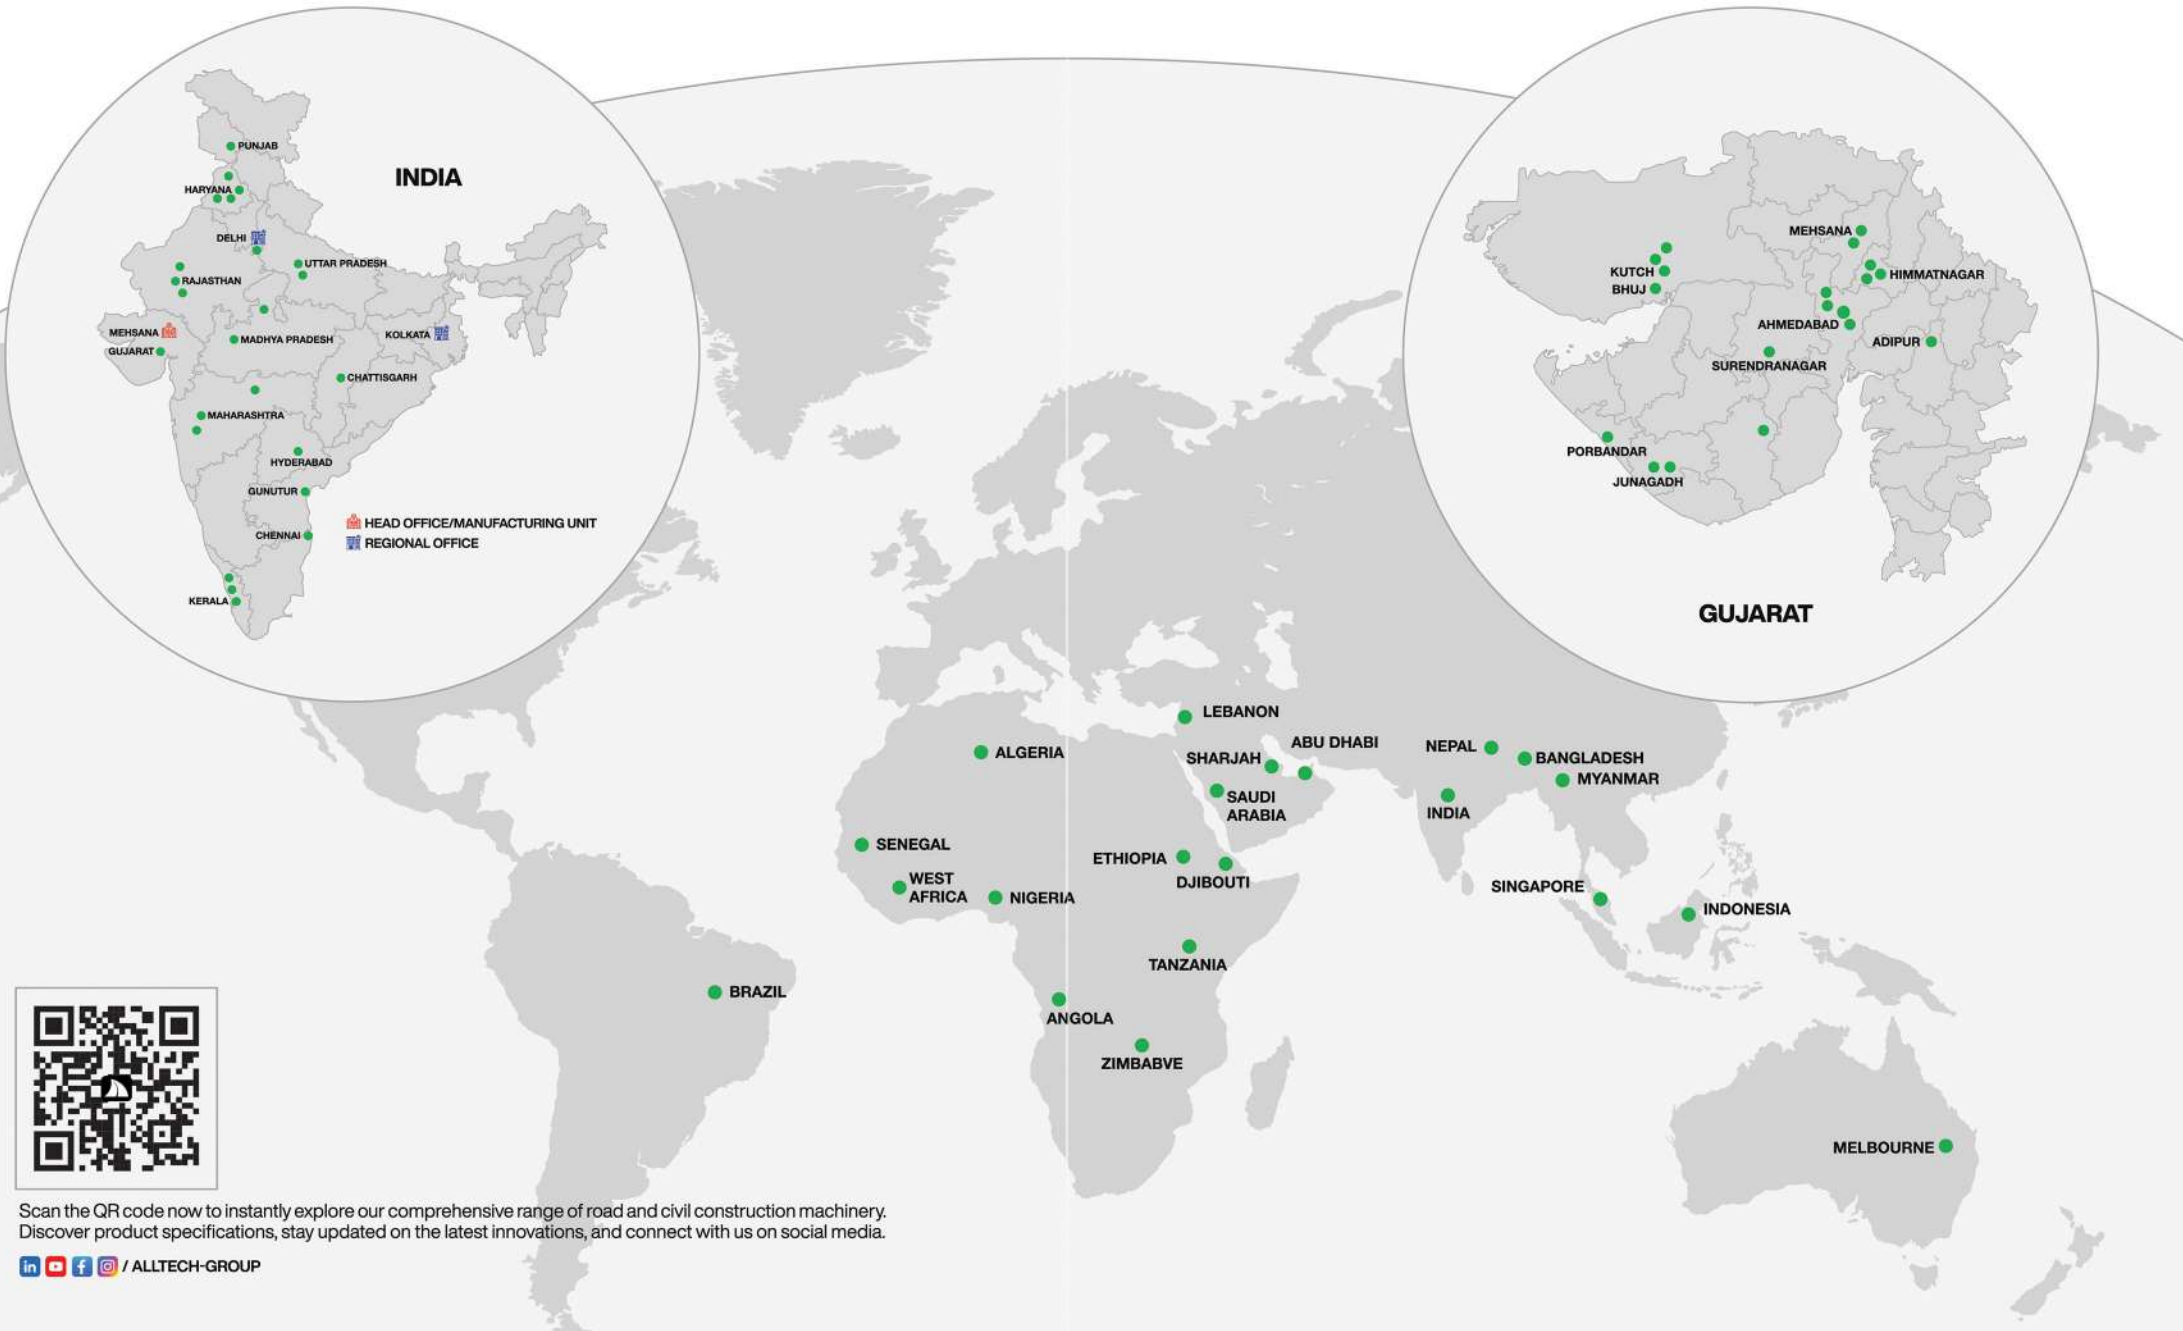 INDIA
PUNJAB
HARYANA
DELHI
UTTAR PRADESH
RAJASTHAN
MEHSANA
MADHYA PRADESH
KOLKATA
GUJARAT
CHATTISGARH
MAHARASHTRA
HYDERABAD
GUNUTUR
HEAD OFFICE/MANUFACTURING UNIT
REGIONAL OFFICE
CHENNAI
KERALA
MEHSANA
KUTCH
HIMMATNAGAR
BHUJ
AHMEDABAD
ADIPUR
SURENDRANAGAR
PORBANDAR
JUNAGADH
GUJARAT
LEBANON
ALGERIA
SHARJAH
ABU DHABI
NEPAL
BANGLADESH
MYANMAR
SAUDI
ARABIA
INDIA
SENEGAL
ETHIOPIA
DJIBOUTI
WEST
AFRICA
NIGERIA
SINGAPORE
INDONESIA
TANZANIA
BRAZIL
ANGOLA
ZIMBABVE
MELBOURNE
Scan the QR code now to instantly explore our comprehensive range of road and civil construction machinery.
Discover product specifications, stay updated on the latest innovations, and connect with us on social media.
/ ALLTECH-GROUP